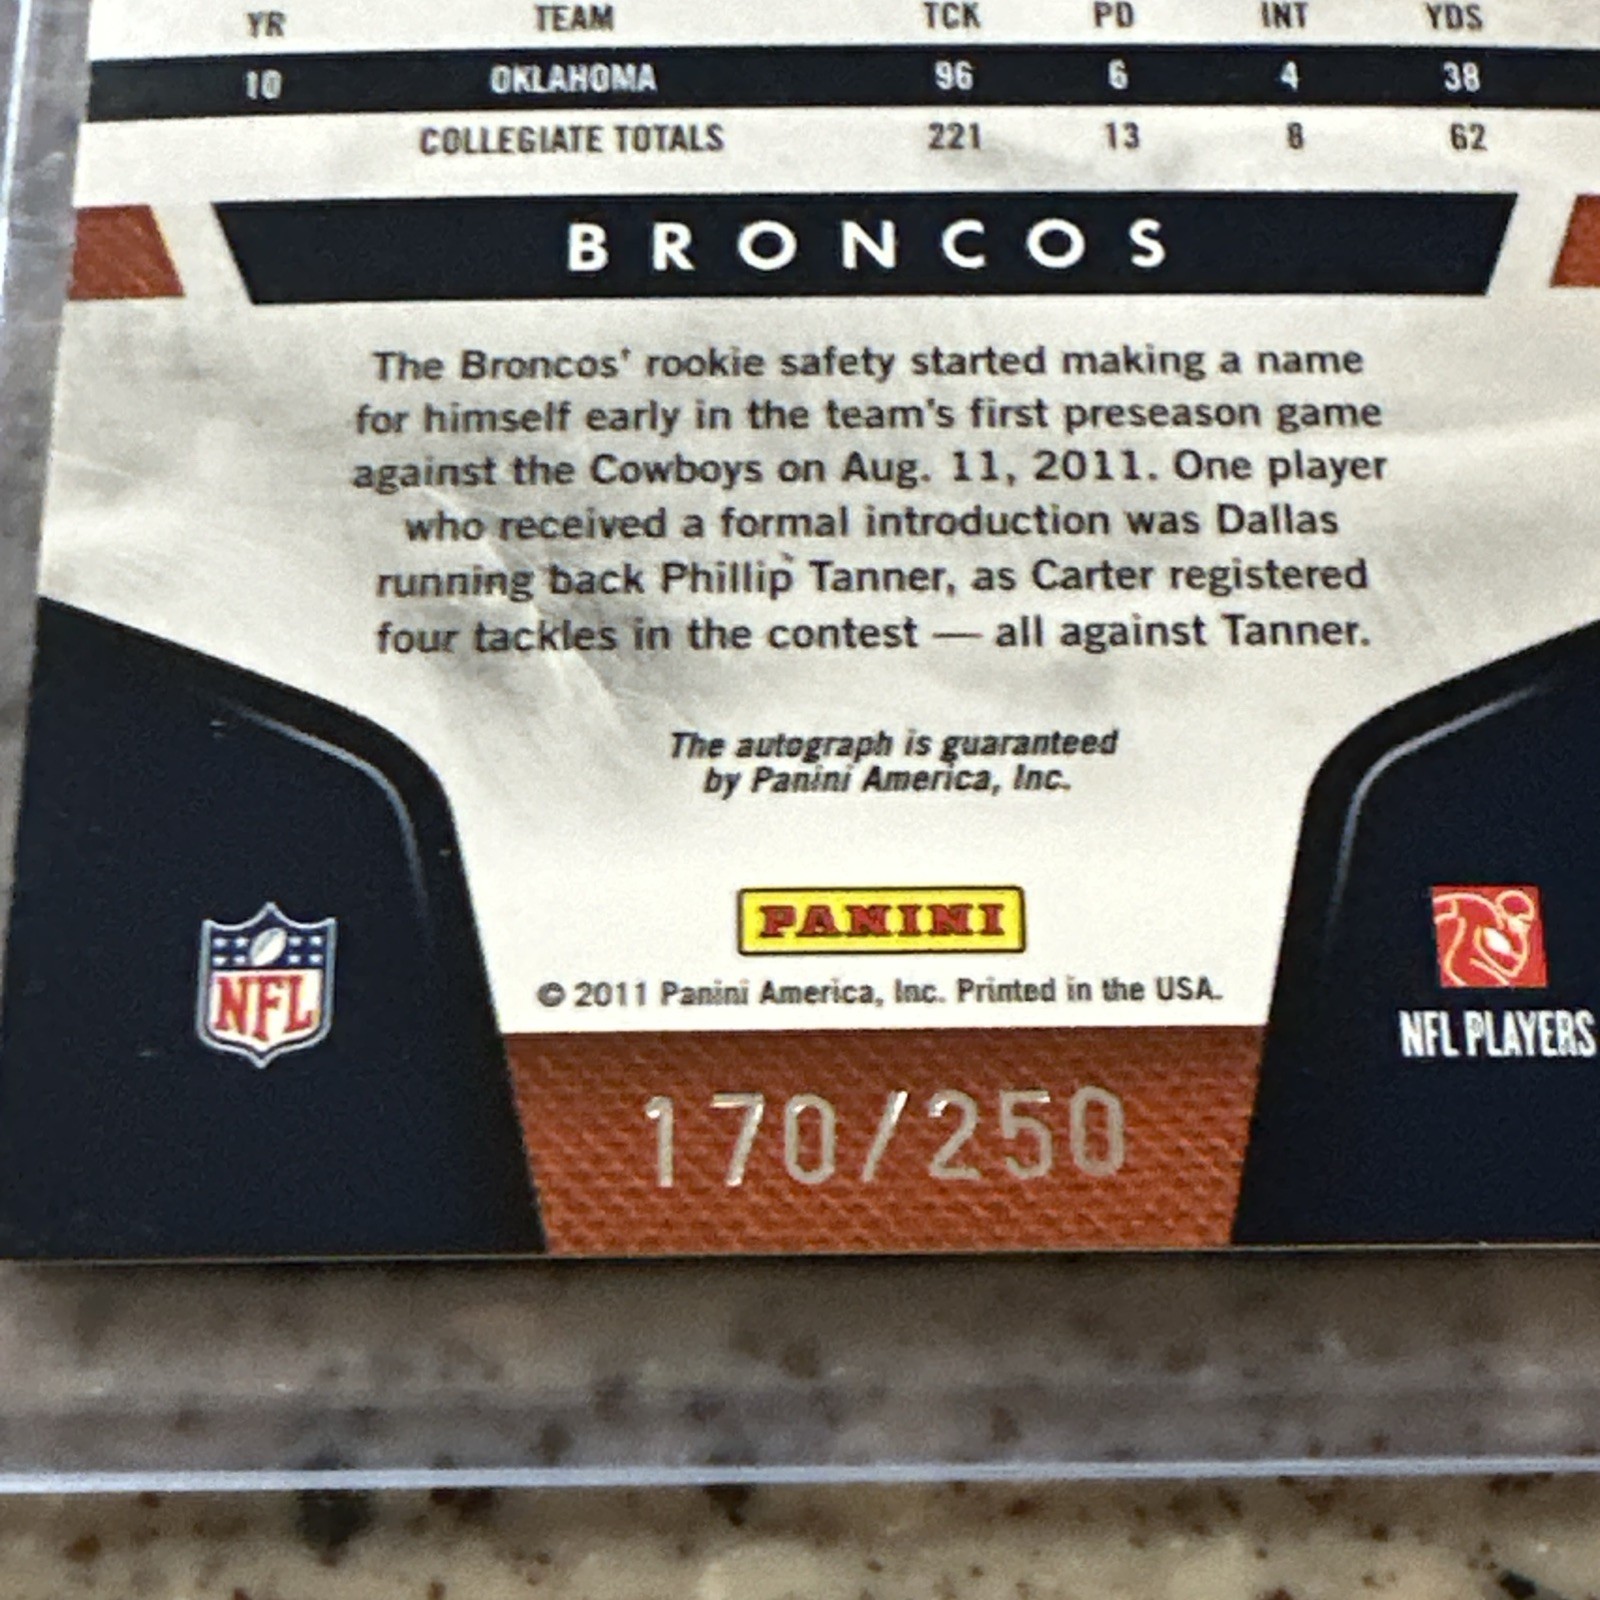 YR TEAM TCK PD INT YDS
10 OKLAHOMA 96 6 4 38
COLLEGIATE TOTALS 221 13 8 62
BRONCOS
The Broncos' rookie safety started making a name
for himself early in the team's first preseason game
against the Cowboys on Aug. 11, 2011. One player
who received a formal introduction was Dallas
running back Phillip Tanner, as Carter registered
four tackles in the contest — all against Tanner.
The autograph is guaranteed
by Panini America, Inc.
PANINI
© 2011 Panini America, Inc. Printed in the USA.
NFL
NFL PLAYERS
170/250